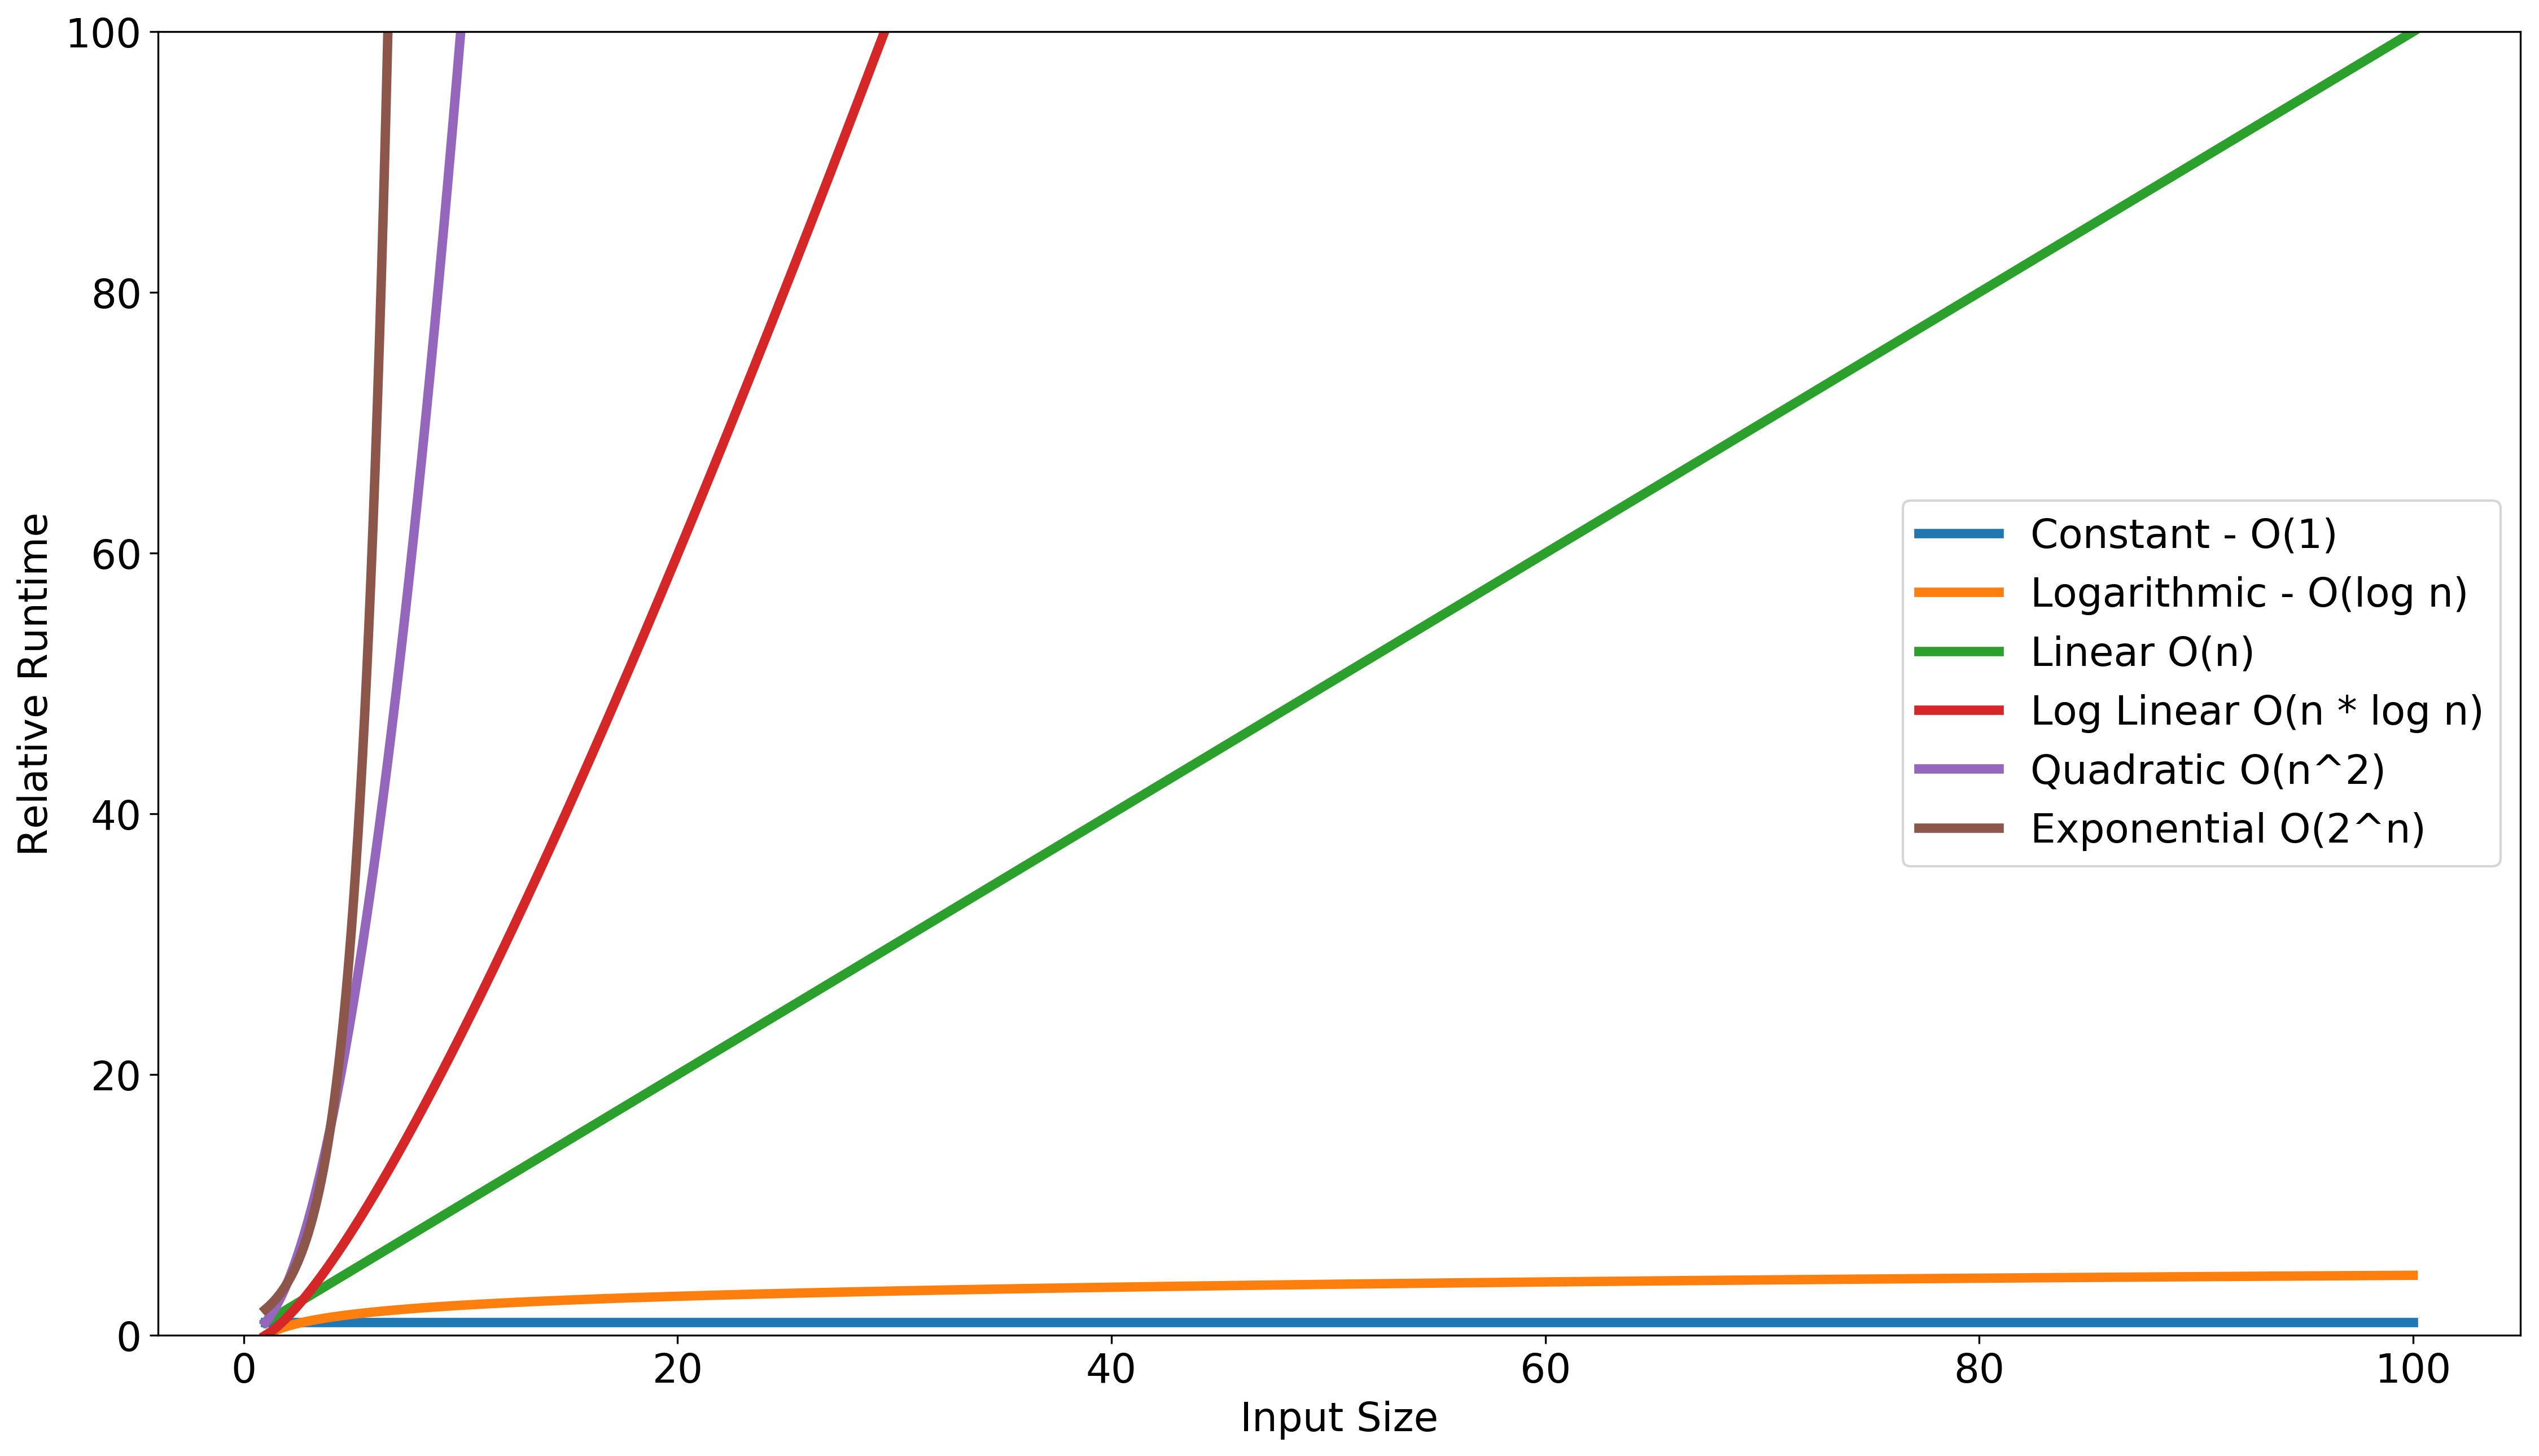 100
80
60
40
20
0
Relative Runtime
Constant - O(1)
Logarithmic - O(log n)
Linear O(n)
Log Linear O(n * log n)
Quadratic O(n^2)
Exponential O(2^n)
0 20 40 60 80 100
Input Size